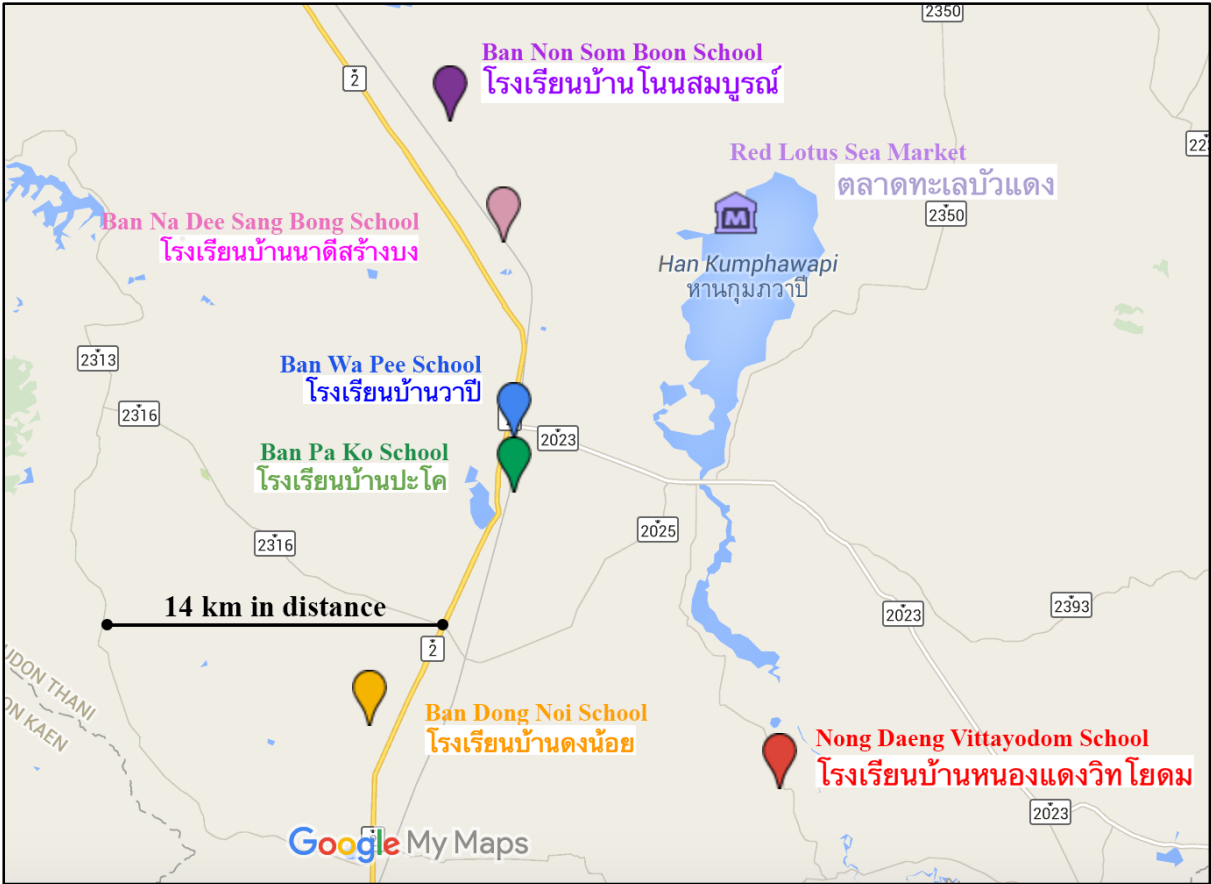 2350
Ban Non Som Boon School
2
โรงเรียนบ้านโนนสมบูรณ์
Red Lotus Sea Market
ตลาดทะเลบัวแดง
Ban Na Dee Sang Bong School
2350
โรงเรียนบ้านนาดีสร้างบง
M
Han Kumphawapi
หานกุมภวาปี
2313
Ban Wa Pee School
โรงเรียนบ้านวาปี
2316
2023
Ban Pa Ko School
โรงเรียนบ้านปะโค
2025
2316
14 km in distance
2393
2023
2
UDON THANI
ON KAEN
Ban Dong Noi School
โรงเรียนบ้านดงน้อย
Nong Daeng Vittayodom School
โรงเรียนบ้านหนองแดงวิทโยดม
2023
Google My Maps